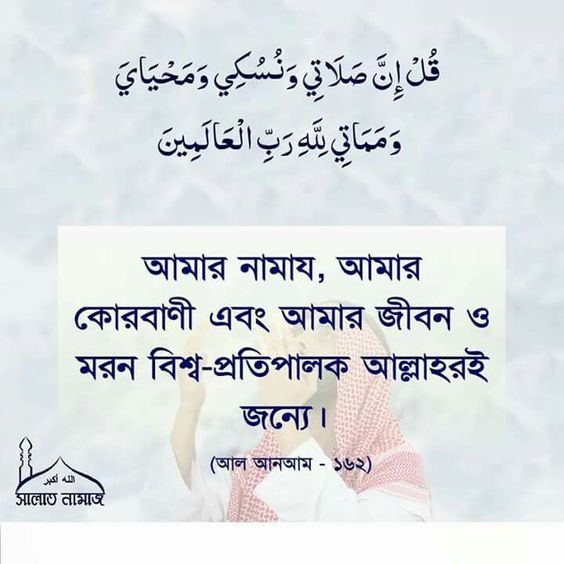 قُلْ إِنَّ صَلَاتِي وَنُسُكِي وَمَحْيَايَ
وَمَمَاتِي لِلَّهِ رَبِّ الْعَالَمِينَ
আমার নামায, আমার
কোরবাণী এবং আমার জীবন ও
মরন বিশ্ব-প্রতিপালক আল্লাহরই
জন্যে।
(আল আনআম - ১৬২)
الله أكبر
সালাত নামাজ